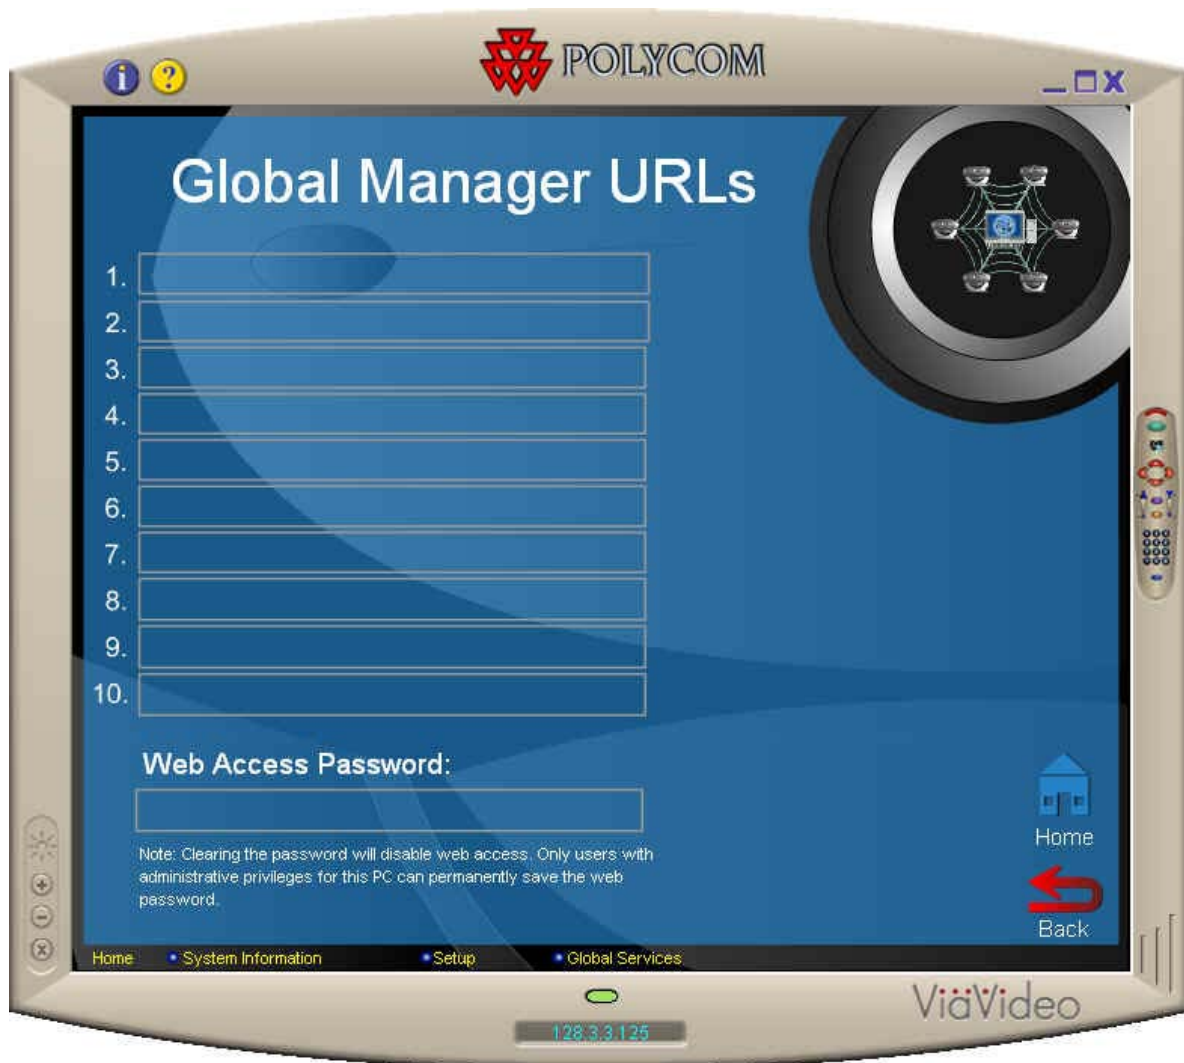 i ?
POLYCOM
Global Manager URLs
1.
2.
3.
4.
5.
6.
7.
8.
9.
10.
Web Access Password:
Note: Clearing the password will disable web access. Only users with
administrative privileges for this PC can permanently save the web
password.
Home
Back
Home • System Information • Setup • Global Services
ViaVideo
128.3.3.125